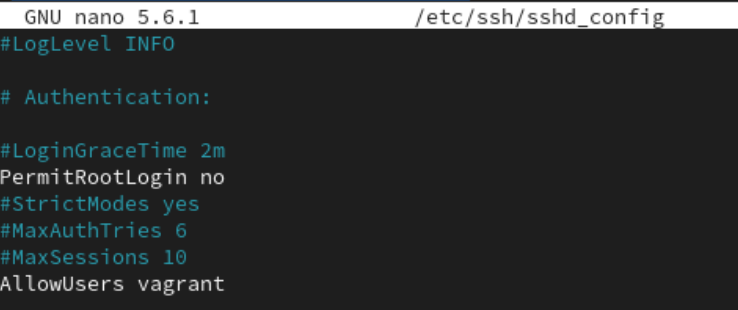 GNU nano 5.6.1 /etc/ssh/sshd_config
#LogLevel INFO
# Authentication:
#LoginGraceTime 2m
PermitRootLogin no
#StrictModes yes
#MaxAuthTries 6
#MaxSessions 10
AllowUsers vagrant